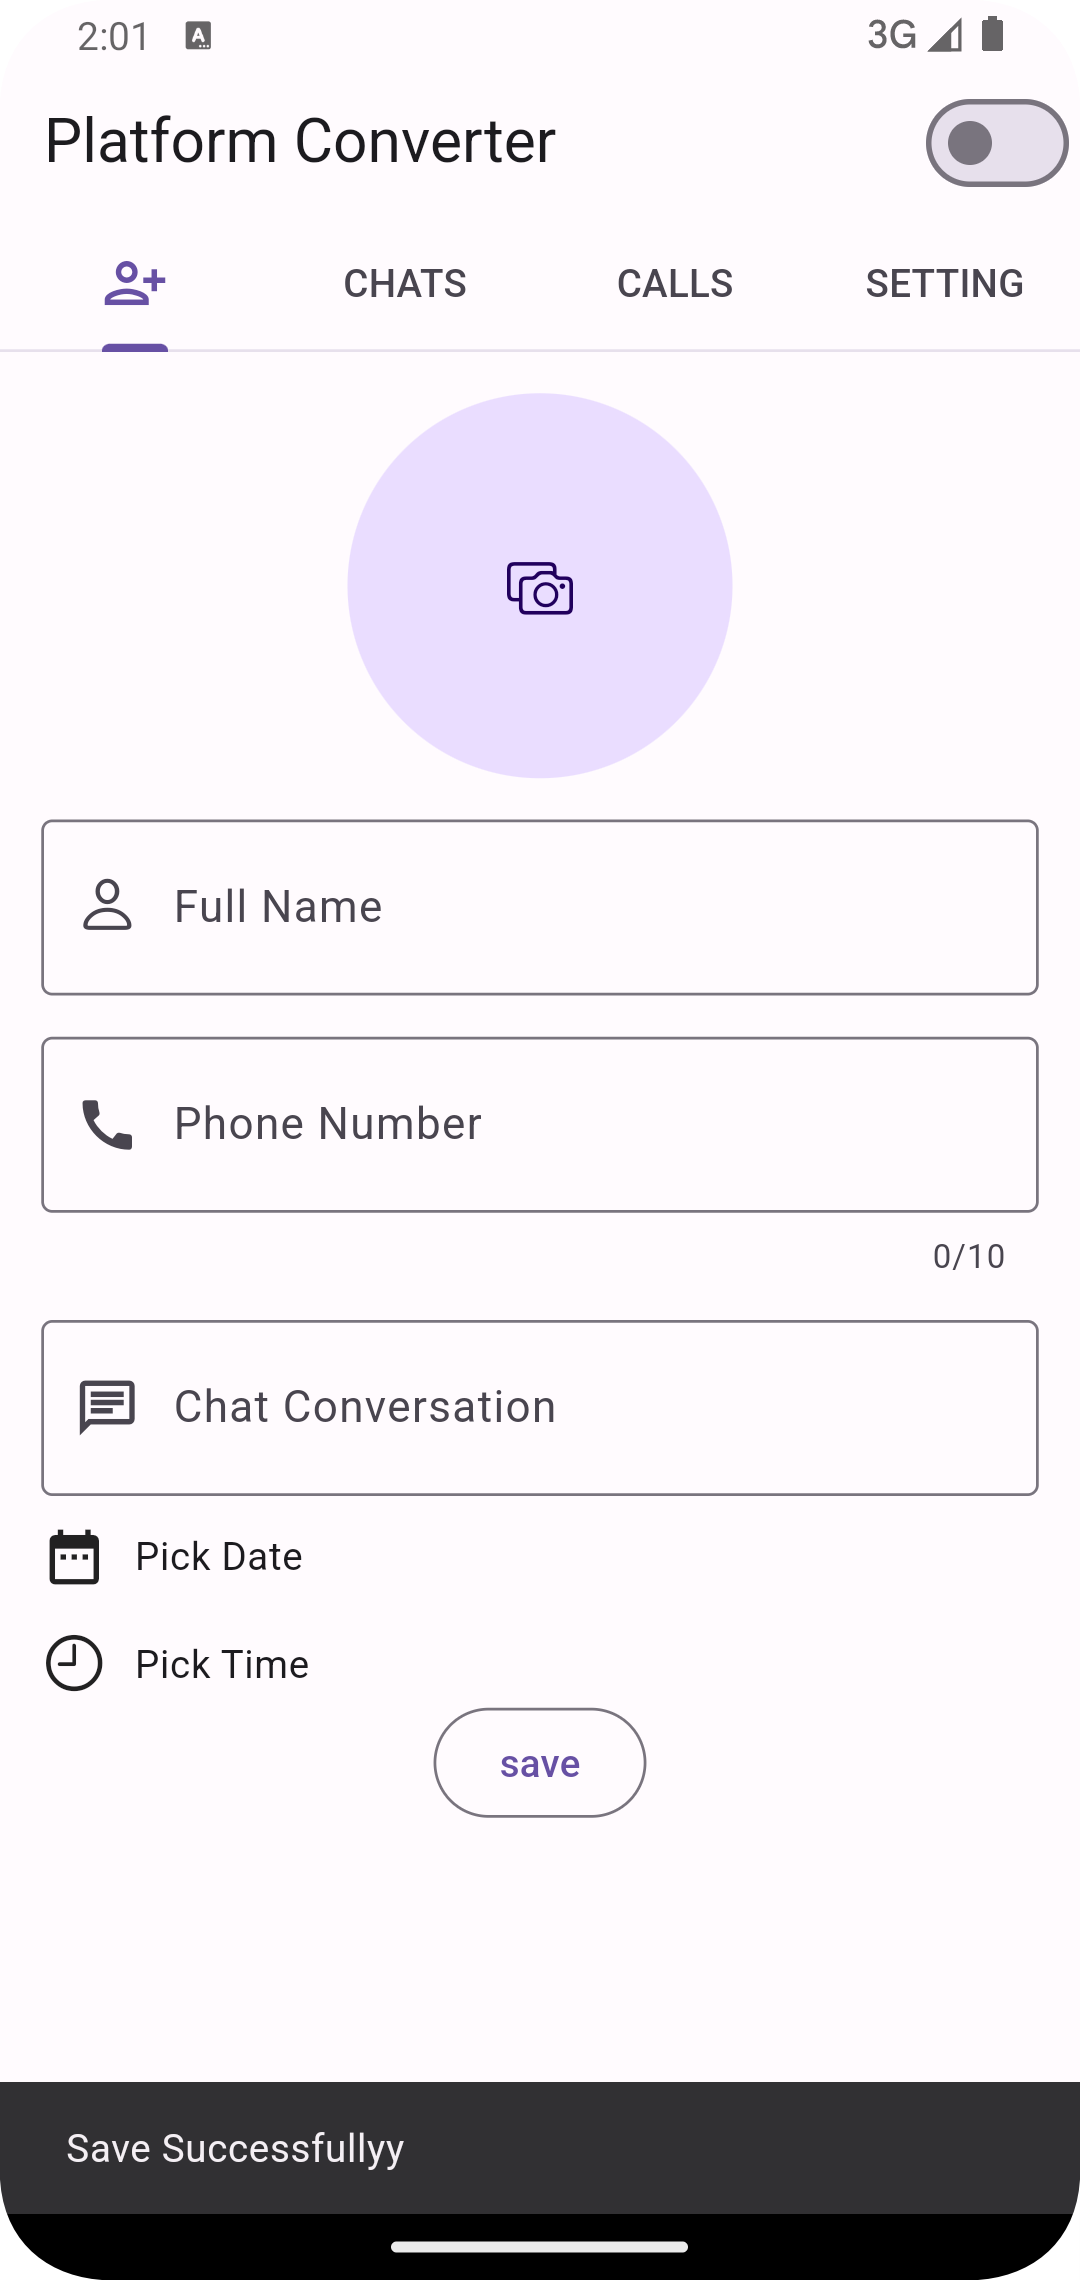 2:01 A 3G
Platform Converter
CHATS CALLS SETTING
Full Name
Phone Number
0/10
Chat Conversation
Pick Date
Pick Time
save
Save Successfullyy